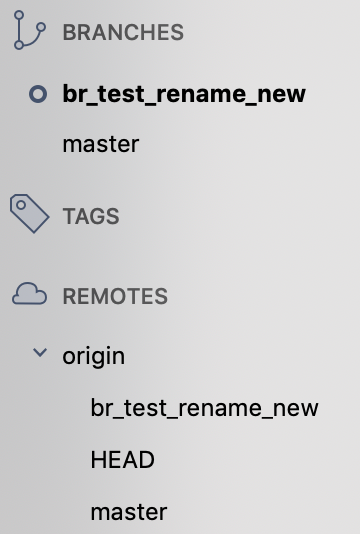 BRANCHES
br_test_rename_new
master
TAGS
REMOTES
origin
br_test_rename_new
HEAD
master